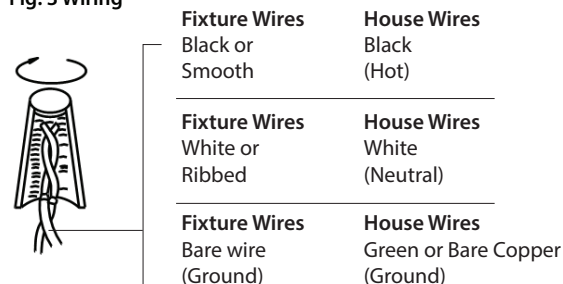 Fig. 3 Wiring
Fixture Wires House Wires
Black or Black
Smooth (Hot)
Fixture Wires House Wires
White or White
Ribbed (Neutral)
Fixture Wires House Wires
Bare wire Green or Bare Copper
(Ground) (Ground)